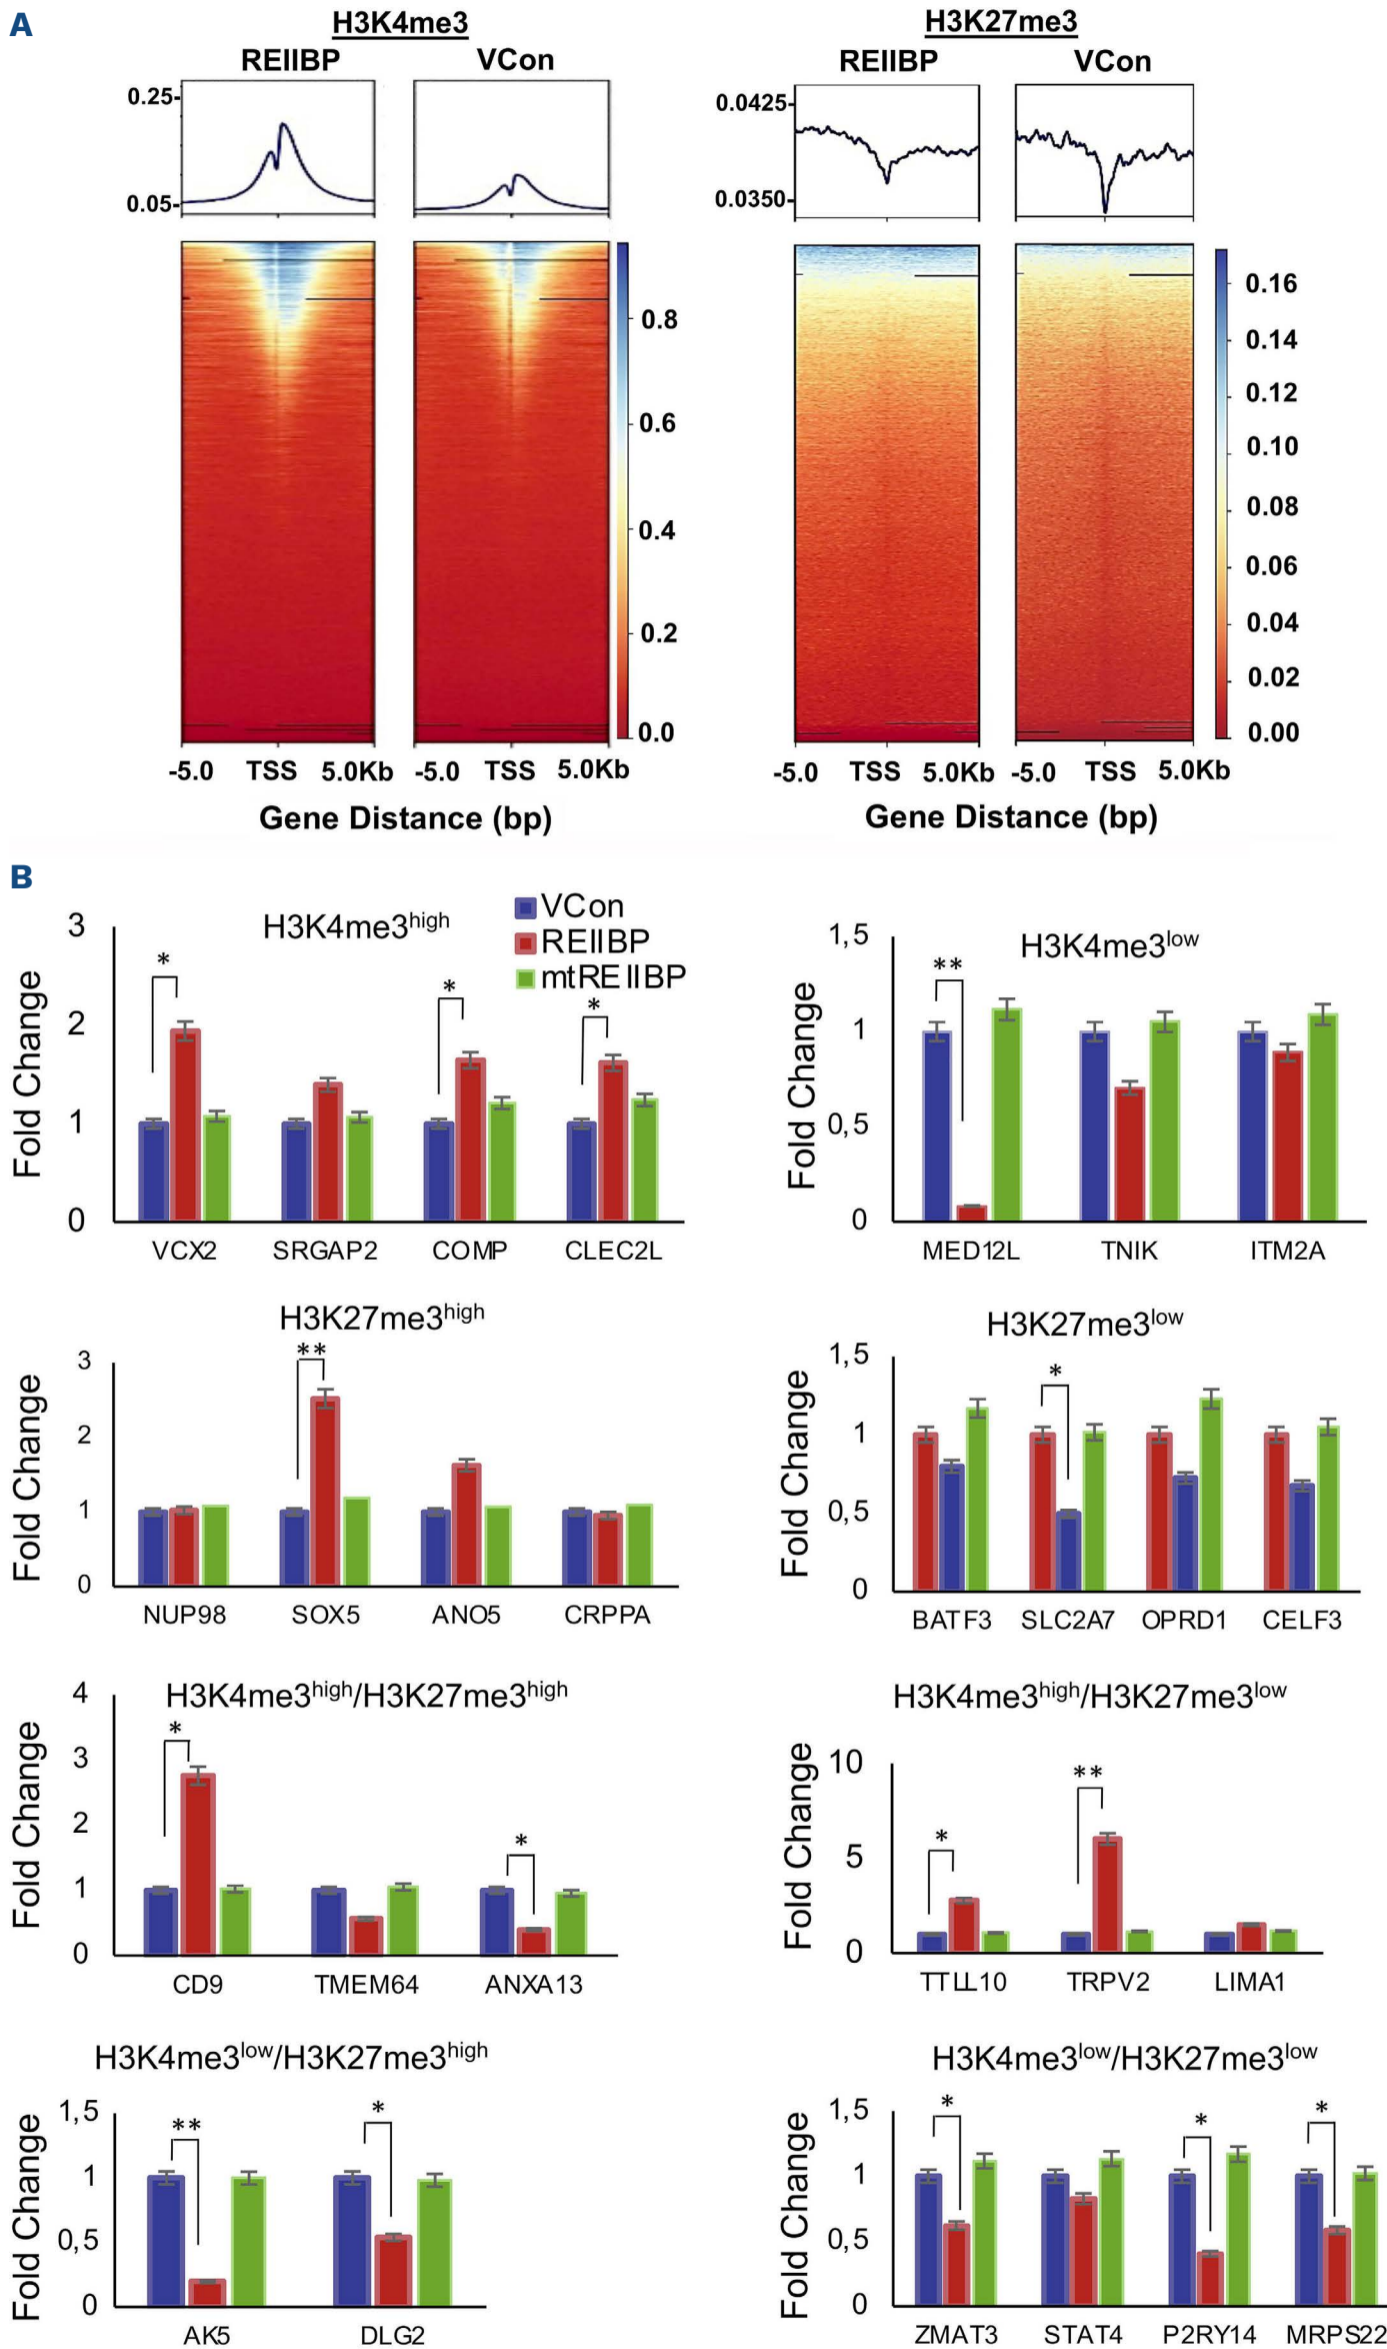 A
H3K4me3
REIIBP VCon
0.25
0.05
0.8
0.6
0.4
0.2
0.0
-5.0 TSS 5.0Kb -5.0 TSS 5.0Kb
Gene Distance (bp)
H3K27me3
REIIBP VCon
0.0425
0.0350
0.16
0.14
0.12
0.10
0.08
0.06
0.04
0.02
0.00
-5.0 TSS 5.0Kb -5.0 TSS 5.0Kb
Gene Distance (bp)
B
H3K4me3high
VCon
REIIBP
mtREIIBP
Fold Change
3
2
1
0
* * *
VCX2 SRGAP2 COMP CLEC2L
H3K4me3low
Fold Change
1,5
1
0,5
0
**
MED12L TNIK ITM2A
H3K27me3high
Fold Change
3
2
1
0
**
NUP98 SOX5 ANO5 CRPPA
H3K27me3low
Fold Change
1,5
1
0,5
0
*
BATF3 SLC2A7 OPRD1 CELF3
H3K4me3high/H3K27me3high
Fold Change
4
3
2
1
0
* *
CD9 TMEM64 ANXA13
H3K4me3high/H3K27me3low
Fold Change
10
5
0
* **
TTLL10 TRPV2 LIMA1
H3K4me3low/H3K27me3high
Fold Change
1,5
1
0,5
0
** *
AK5 DLG2
H3K4me3low/H3K27me3low
Fold Change
1,5
1
0,5
0
* * *
ZMAT3 STAT4 P2RY14 MRPS22